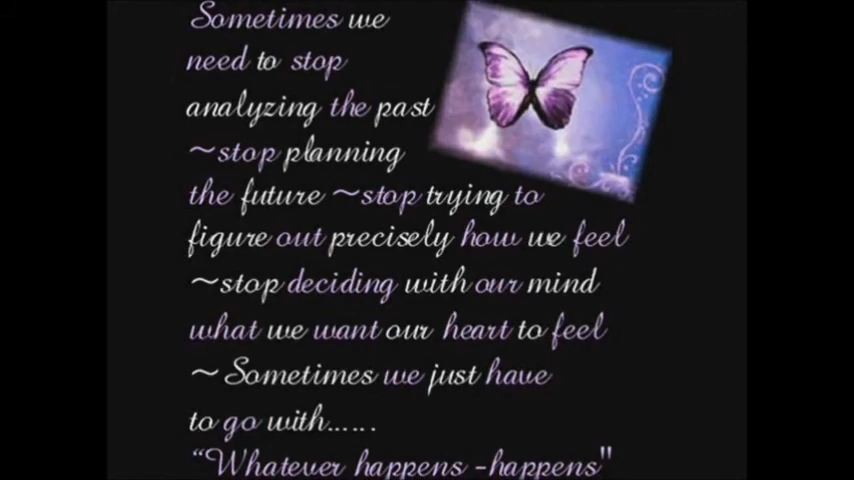 Sometimes we
need to stop
analyzing the past
~stop planning
the future ~stop trying to
figure out precisely how we feel
~stop deciding with our mind
what we want our heart to feel
~ Sometimes we just have
to go with......
“Whatever happens -happens"